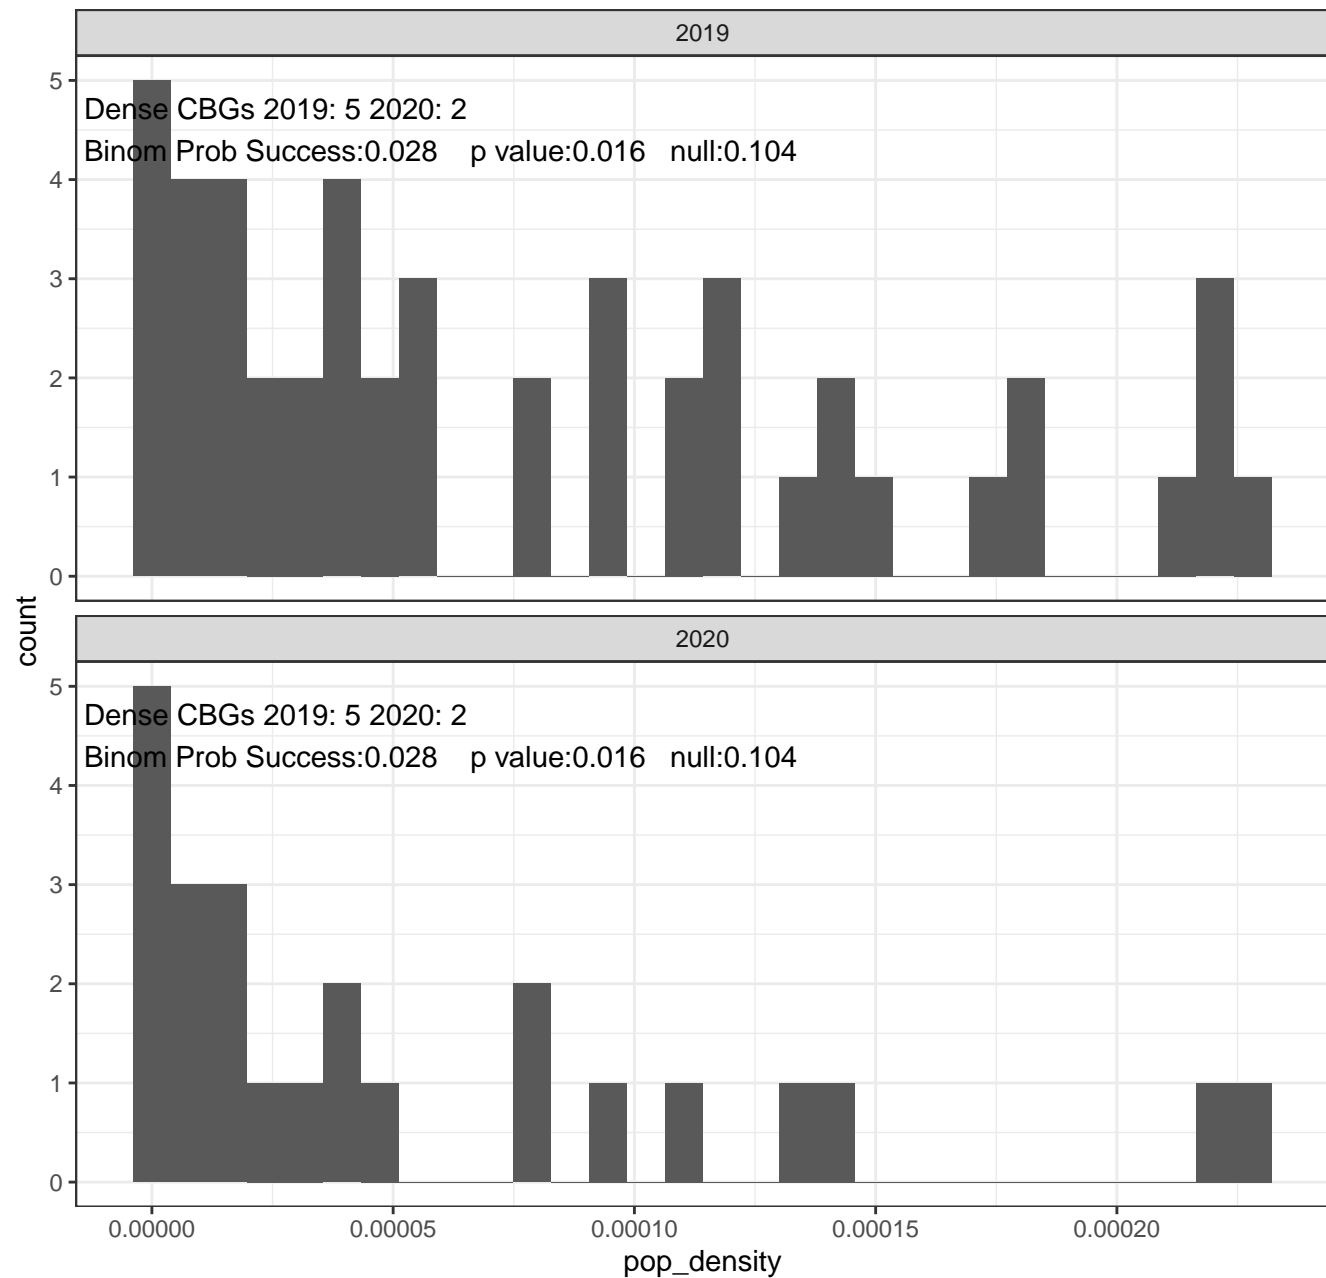 2019
5
4
3
2
1
0
Dense CBGs 2019: 5 2020: 2
Binom Prob Success:0.028 p value:0.016 null:0.104
count
2020
5
4
3
2
1
0
Dense CBGs 2019: 5 2020: 2
Binom Prob Success:0.028 p value:0.016 null:0.104
0.00000 0.00005 0.00010 0.00015 0.00020
pop_density